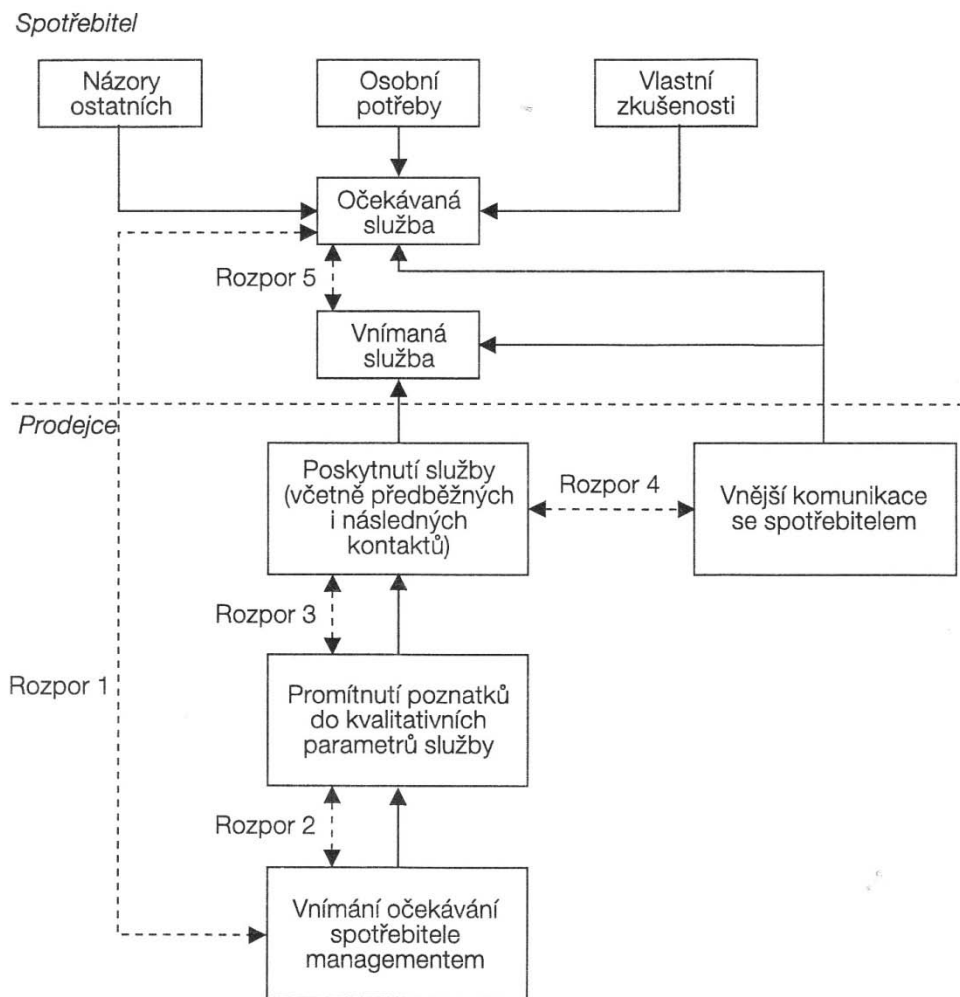 Spotřebitel
Názory
ostatních
Osobní
potřeby
Vlastní
zkušenosti
Očekávaná
služba
Rozpor 5
Vnímaná
služba
Prodejce
Poskytnutí služby
(včetně předběžných
i následných
kontaktů)
Rozpor 4
Vnější komunikace
se spotřebitelem
Rozpor 3
Rozpor 1
Promítnutí poznatků
do kvalitativních
parametrů služby
Rozpor 2
Vnímání očekávání
spotřebitele
managementem